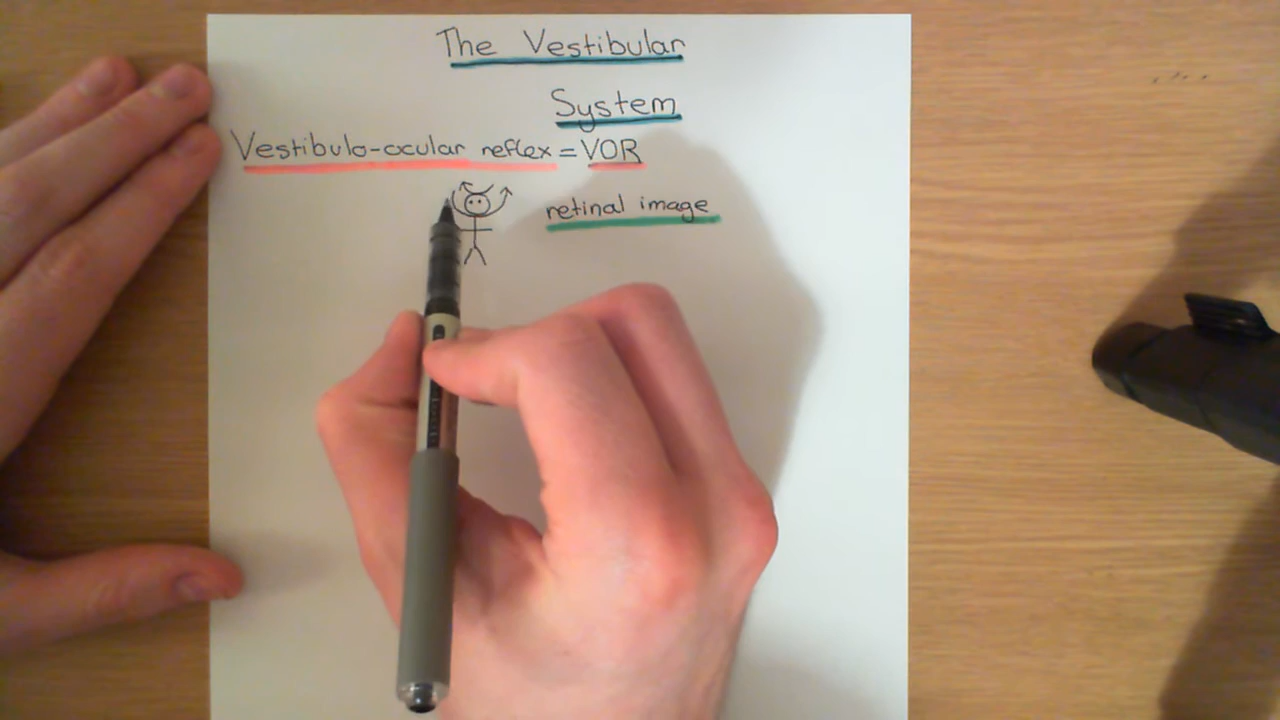 The Vestibular
System
Vestibulo-ocular reflex = VOR
retinal image